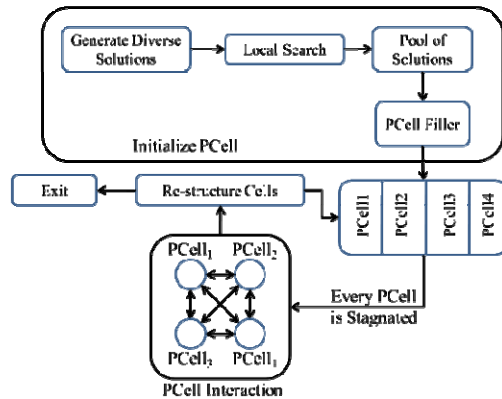 Generate Diverse
Solutions
Local Search
Pool of
Solutions
PCell Filler
Initialize PCell
Exit
Re-structure Cells
PCell1
PCell2
PCell3
PCell4
PCell₁
PCell₂
PCell₃
Every PCell
is Stagnated
PCell Interaction